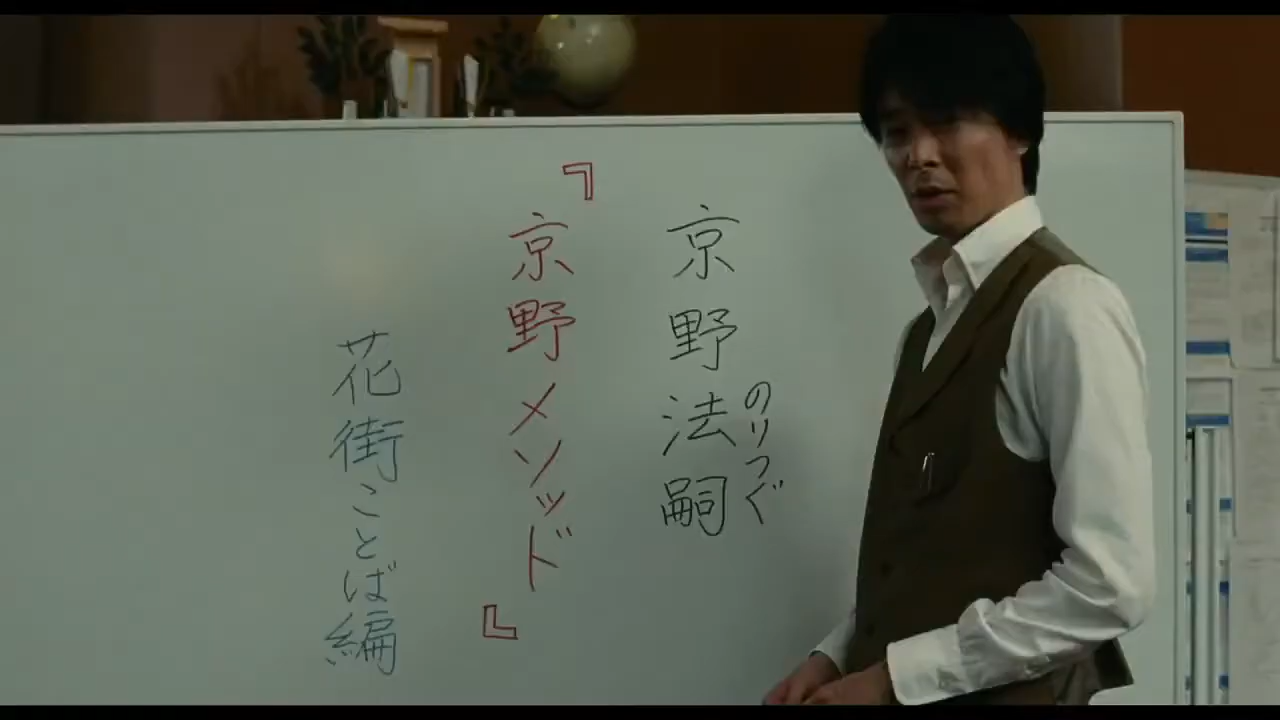 京野法嗣
のりつぐ
『京野メソッド』
花街ことば編